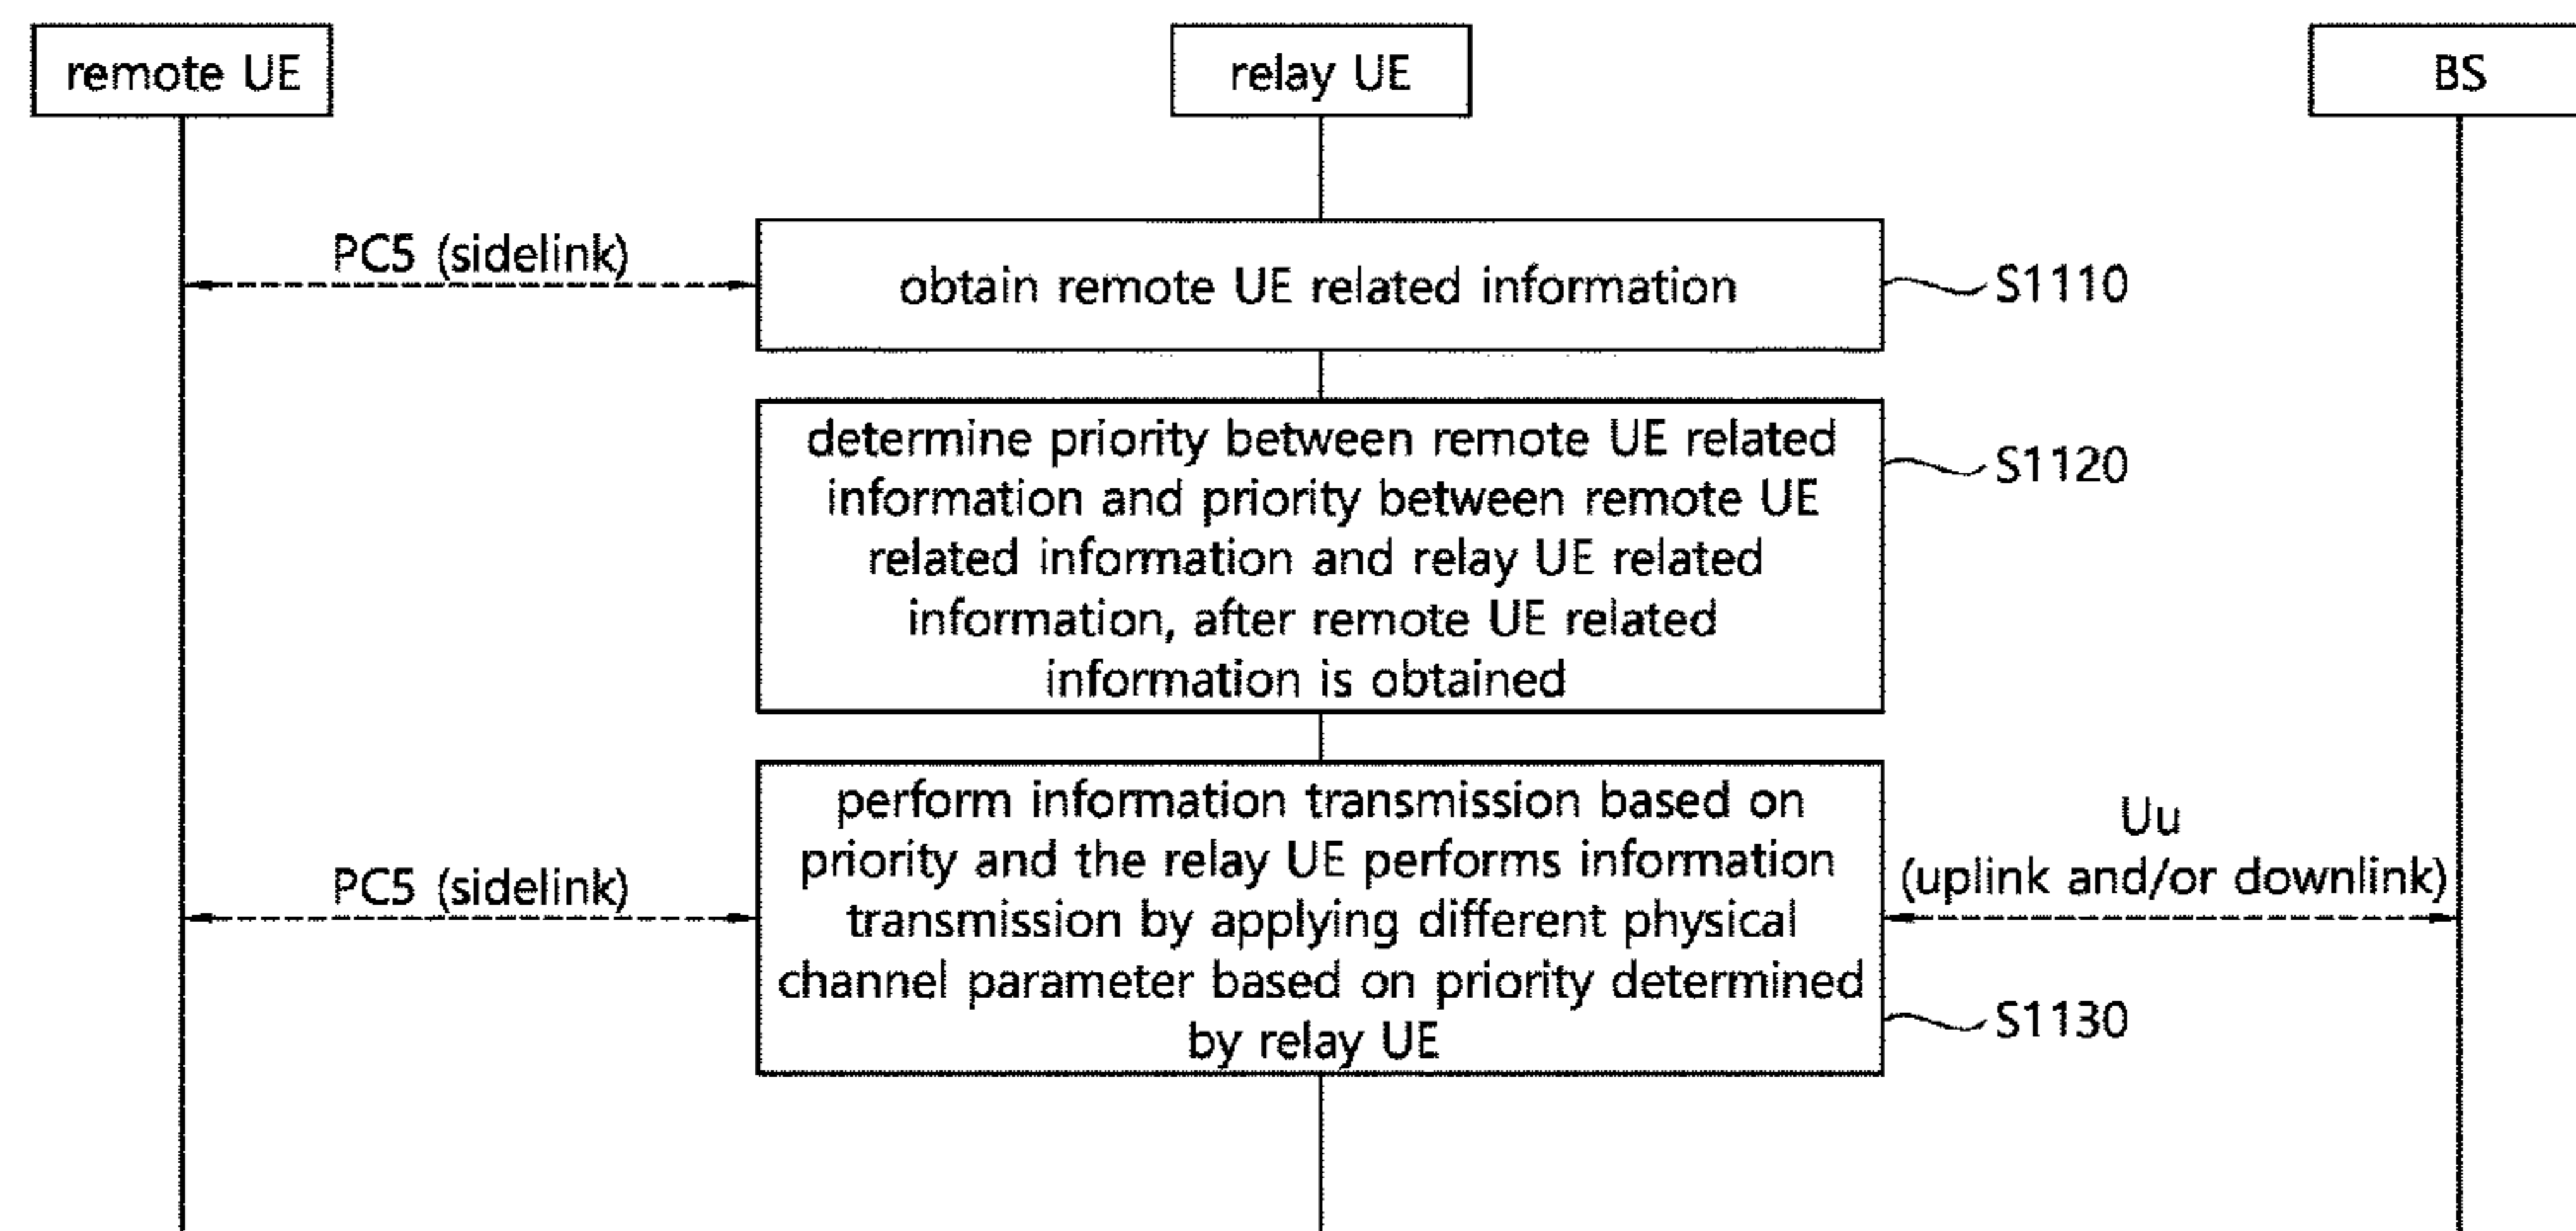 remote UE
relay UE
BS
PC5 (sidelink)
obtain remote UE related information
S1110
determine priority between remote UE related
information and priority between remote UE
related information and relay UE related
information, after remote UE related
information is obtained
S1120
perform information transmission based on
priority and the relay UE performs information
transmission by applying different physical
channel parameter based on priority determined
by relay UE
PC5 (sidelink)
Uu
(uplink and/or downlink)
S1130